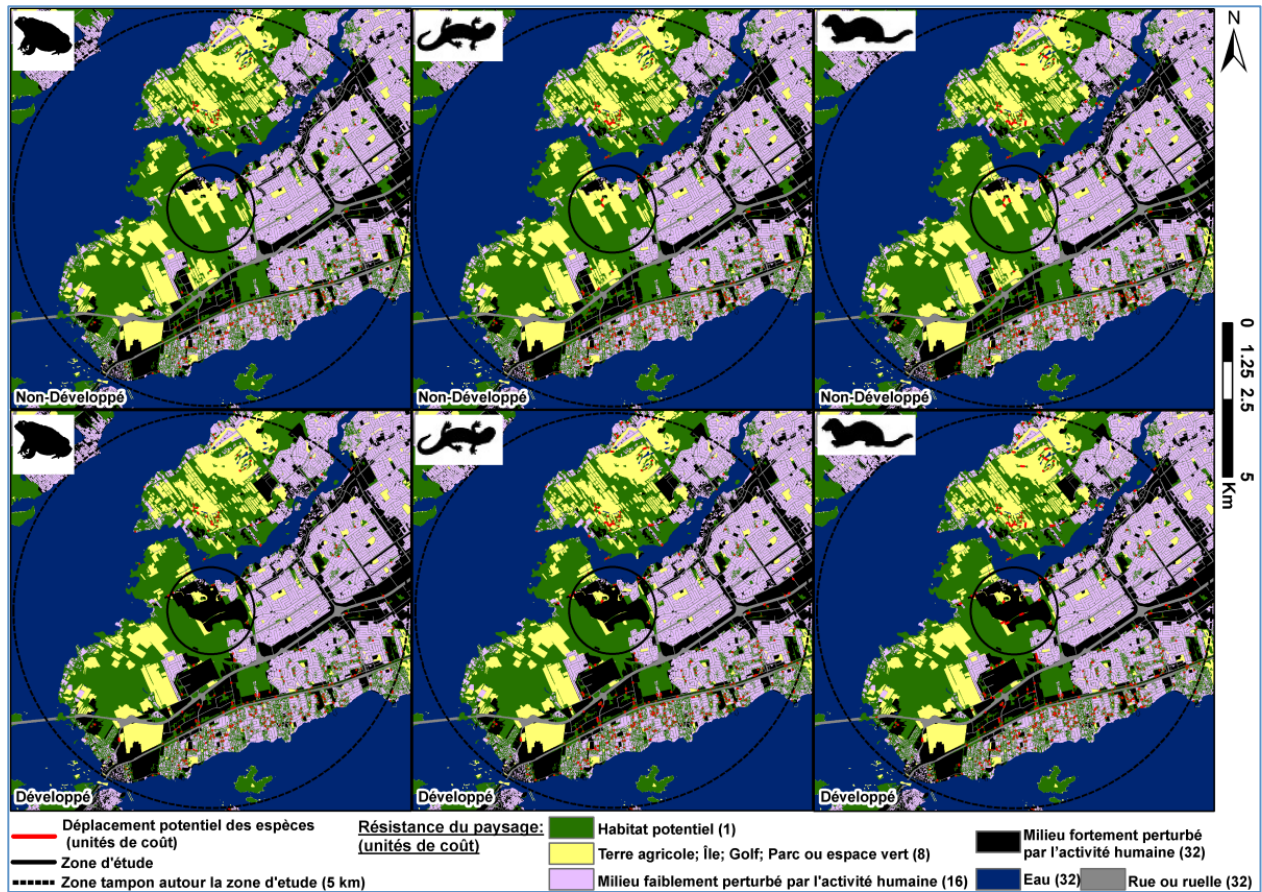 N
Non-Développé
Non-Développé
Non-Développé
0
1.25
2.5
5
Km
Développé
Développé
Développé
Déplacement potentiel des espèces
(unités de coût)
Zone d'étude
Zone tampon autour la zone d'etude (5 km)
Résistance du paysage:
(unités de coût)
Habitat potentiel (1)
Terre agricole; Île; Golf; Parc ou espace vert (8)
Milieu faiblement perturbé par l'activité humaine (16)
Milieu fortement perturbé
par l'activité humaine (32)
Eau (32)
Rue ou ruelle (32)